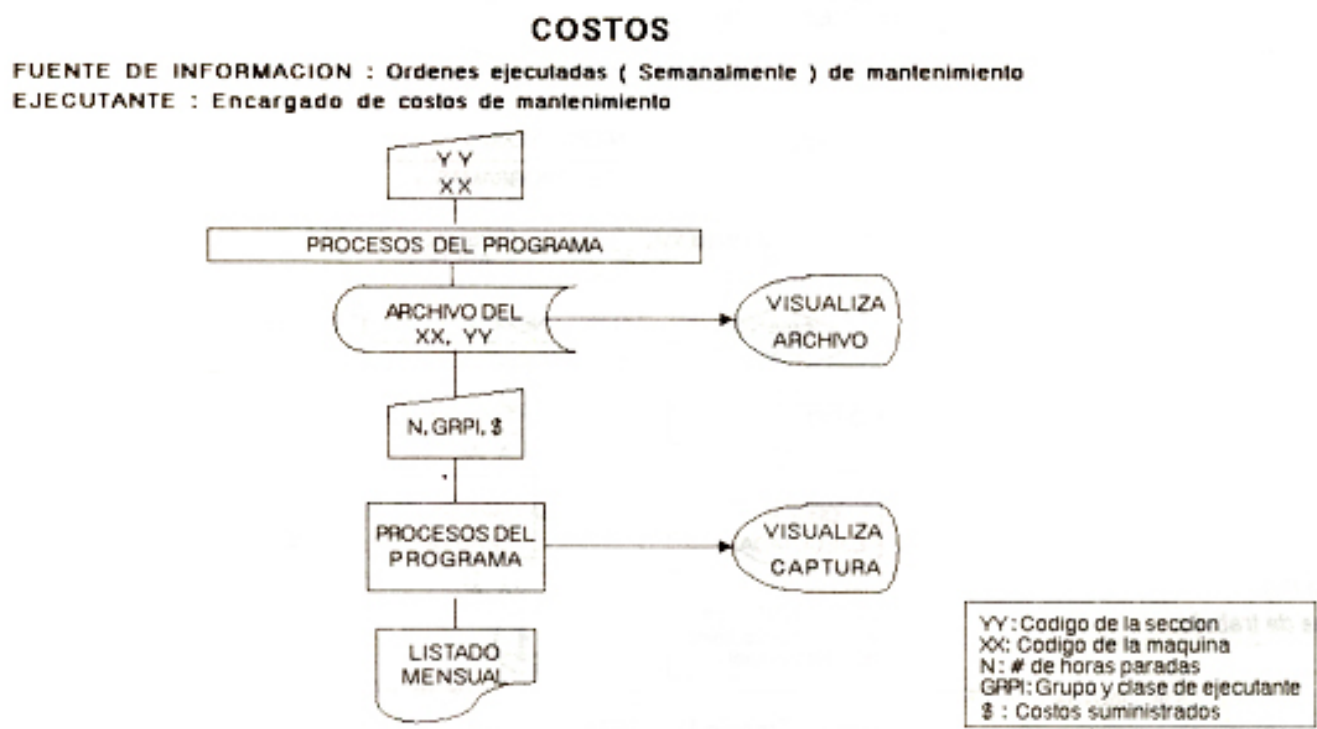 COSTOS
FUENTE DE INFORMACION : Ordenes ejecutadas ( Semanalmente ) de mantenimiento
EJECUTANTE : Encargado de costos de mantenimiento
YY
XX
PROCESOS DEL PROGRAMA
ARCHIVO DEL
XX, YY
VISUALIZA
ARCHIVO
N, GRPI, $
PROCESOS DEL
PROGRAMA
VISUALIZA
CAPTURA
LISTADO
MENSUAL
YY: Codigo de la seccion
XX: Codigo de la maquina
N: # de horas paradas
GRPI: Grupo y clase de ejecutante
$ : Costos suministrados